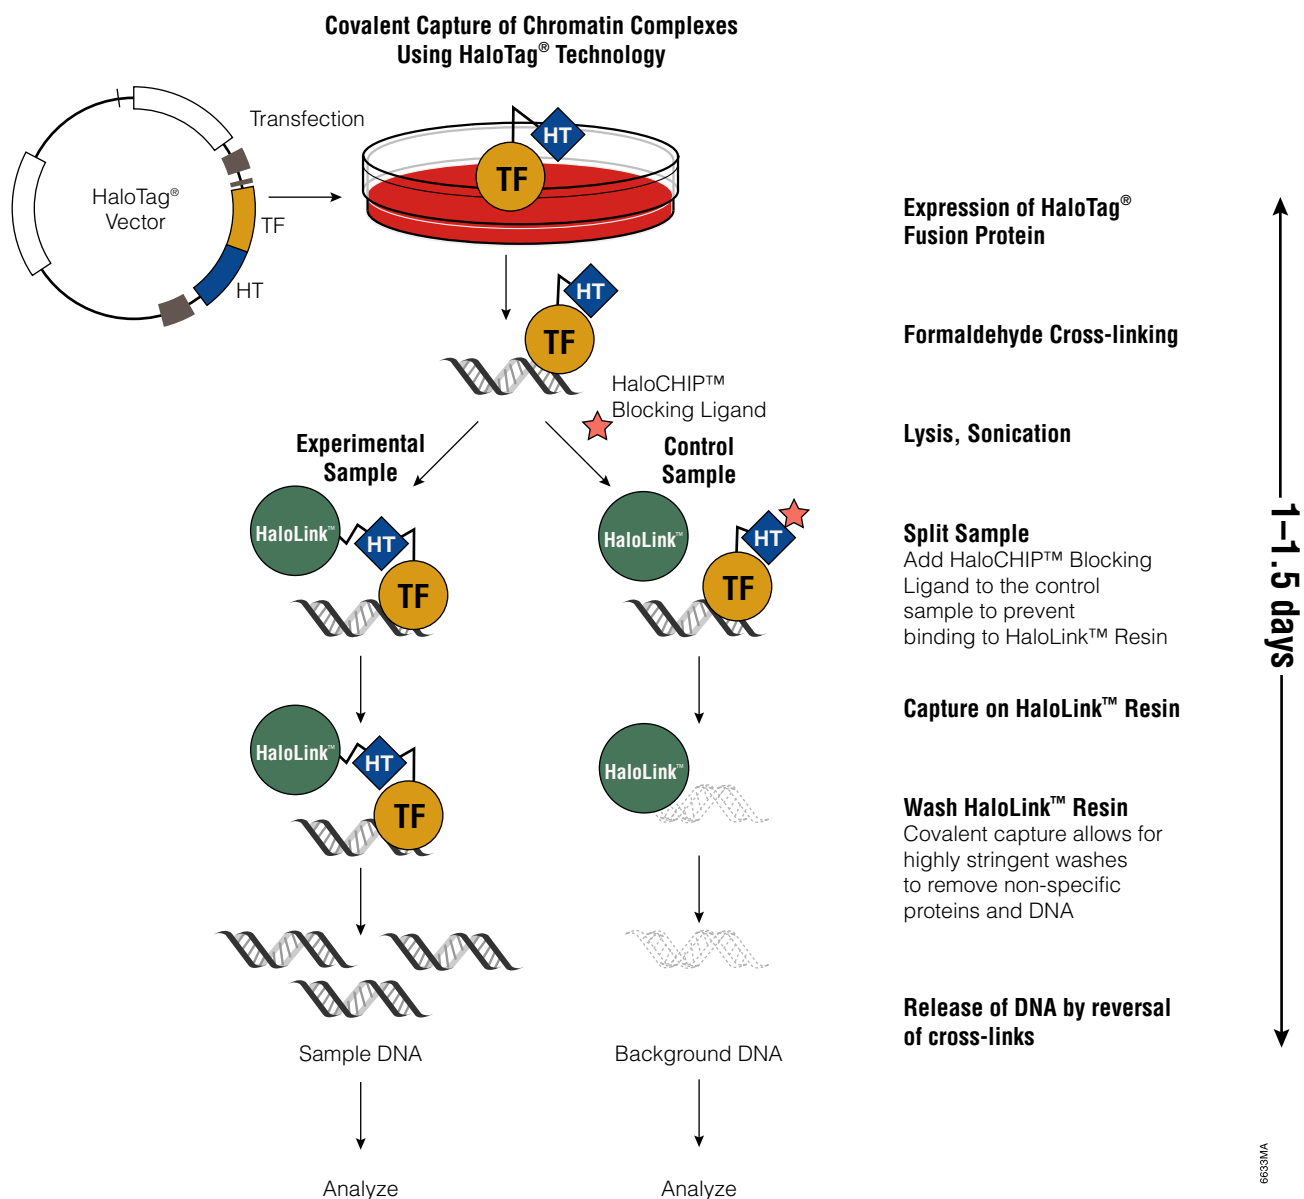 Covalent Capture of Chromatin Complexes
Using HaloTag® Technology
Transfection
HaloTag®
Vector
TF
HT
HT
TF
Expression of HaloTag®
Fusion Protein
HT
TF
Formaldehyde Cross-linking
HaloCHIP™
Blocking Ligand
Lysis, Sonication
Experimental
Sample
Control
Sample
HaloLink™
HT
TF
HaloLink™
HT
TF
Split Sample
Add HaloCHIP™ Blocking
Ligand to the control
sample to prevent
binding to HaloLink™ Resin
1–1.5 days
Capture on HaloLink™ Resin
HaloLink™
HT
TF
HaloLink™
Wash HaloLink™ Resin
Covalent capture allows for
highly stringent washes
to remove non-specific
proteins and DNA
Release of DNA by reversal
of cross-links
Sample DNA
Background DNA
Analyze
Analyze
6633MA